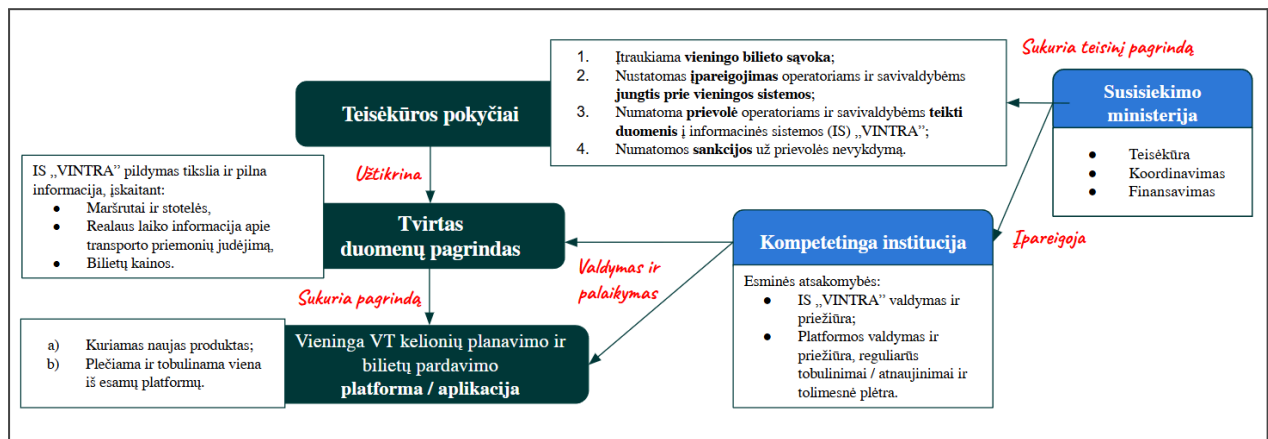 Sukuria teisinį pagrindą
1. Įtraukiama vieningo bilieto sąvoka;
2. Nustatomas įpareigojimas operatoriams ir savivaldybėms
jungtis prie vieningos sistemos;
3. Numatoma prievolė operatoriams ir savivaldybėms teikti
duomenis į informacinės sistemos (IS) „VINTRA”;
4. Numatomos sankcijos už prievolės nevykdymą.
Susisiekimo
ministerija
● Teisėkūra
● Koordinavimas
● Finansavimas
Teisėkūros pokyčiai
Užtikrina
IS „VINTRA” pildymas tikslia ir pilna
informacija, įskaitant:
● Maršrutai ir stotelės,
● Realaus laiko informacija apie
transporto priemonių judėjimą,
● Bilietų kainos.
Tvirtas
duomenų pagrindas
Įpareigoja
Kompetetinga institucija
Esminės atsakomybės:
● IS „VINTRA” valdymas ir
priežiūra;
● Platformos valdymas ir
priežiūra, reguliarūs
tobulinimai / atnaujinimai ir
tolimesnė plėtra.
Valdymas ir
palaikymas
Sukuria pagrindą
a) Kuriamas naujas produktas;
b) Plečiama ir tobulinama viena
iš esamų platformų.
Vieninga VT kelionių planavimo ir
bilietų pardavimo
platforma / aplikacija